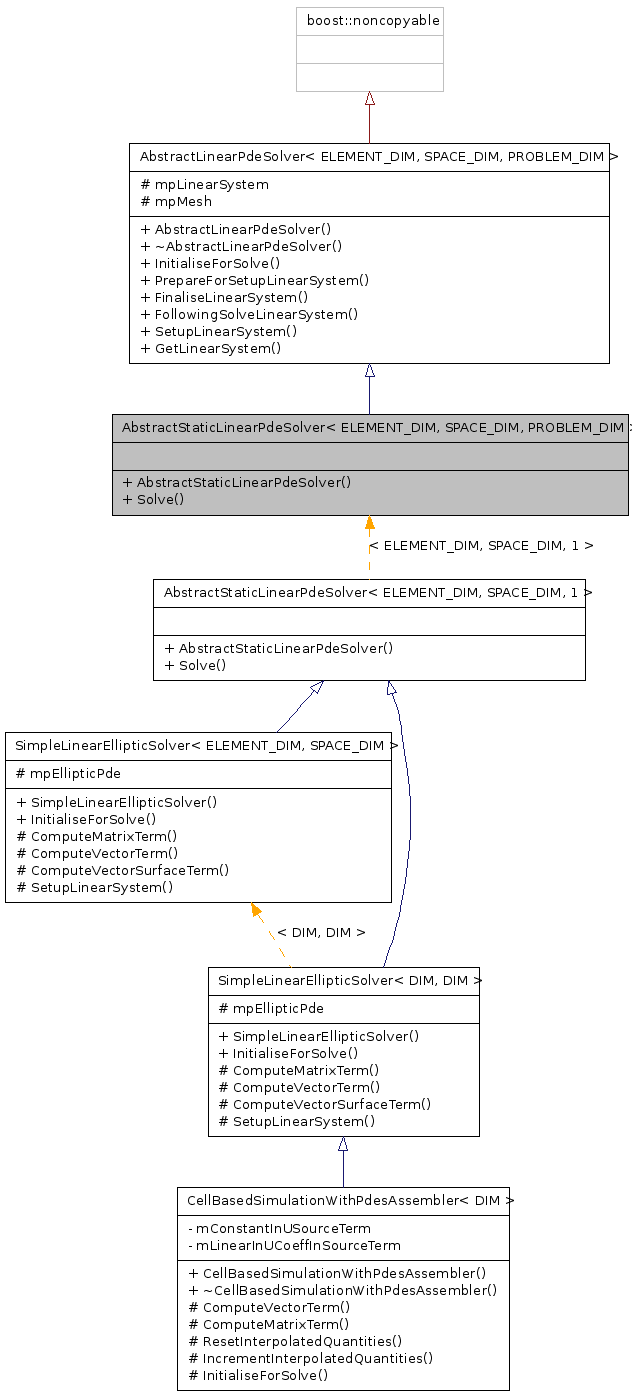 boost::noncopyable
AbstractLinearPdeSolver< ELEMENT_DIM, SPACE_DIM, PROBLEM_DIM >
# mpLinearSystem
# mpMesh
+ AbstractLinearPdeSolver()
+ ~AbstractLinearPdeSolver()
+ InitialiseForSolve()
+ PrepareForSetupLinearSystem()
+ FinaliseLinearSystem()
+ FollowingSolveLinearSystem()
+ SetupLinearSystem()
+ GetLinearSystem()
AbstractStaticLinearPdeSolver< ELEMENT_DIM, SPACE_DIM, PROBLEM_DIM >
+ AbstractStaticLinearPdeSolver()
+ Solve()
< ELEMENT_DIM, SPACE_DIM, 1 >
AbstractStaticLinearPdeSolver< ELEMENT_DIM, SPACE_DIM, 1 >
+ AbstractStaticLinearPdeSolver()
+ Solve()
SimpleLinearEllipticSolver< ELEMENT_DIM, SPACE_DIM >
# mpEllipticPde
+ SimpleLinearEllipticSolver()
+ InitialiseForSolve()
# ComputeMatrixTerm()
# ComputeVectorTerm()
# ComputeVectorSurfaceTerm()
# SetupLinearSystem()
< DIM, DIM >
SimpleLinearEllipticSolver< DIM, DIM >
# mpEllipticPde
+ SimpleLinearEllipticSolver()
+ InitialiseForSolve()
# ComputeMatrixTerm()
# ComputeVectorTerm()
# ComputeVectorSurfaceTerm()
# SetupLinearSystem()
CellBasedSimulationWithPdesAssembler< DIM >
- mConstantInUSourceTerm
- mLinearInUCoeffInSourceTerm
+ CellBasedSimulationWithPdesAssembler()
+ ~CellBasedSimulationWithPdesAssembler()
# ComputeVectorTerm()
# ComputeMatrixTerm()
# ResetInterpolatedQuantities()
# IncrementInterpolatedQuantities()
# InitialiseForSolve()